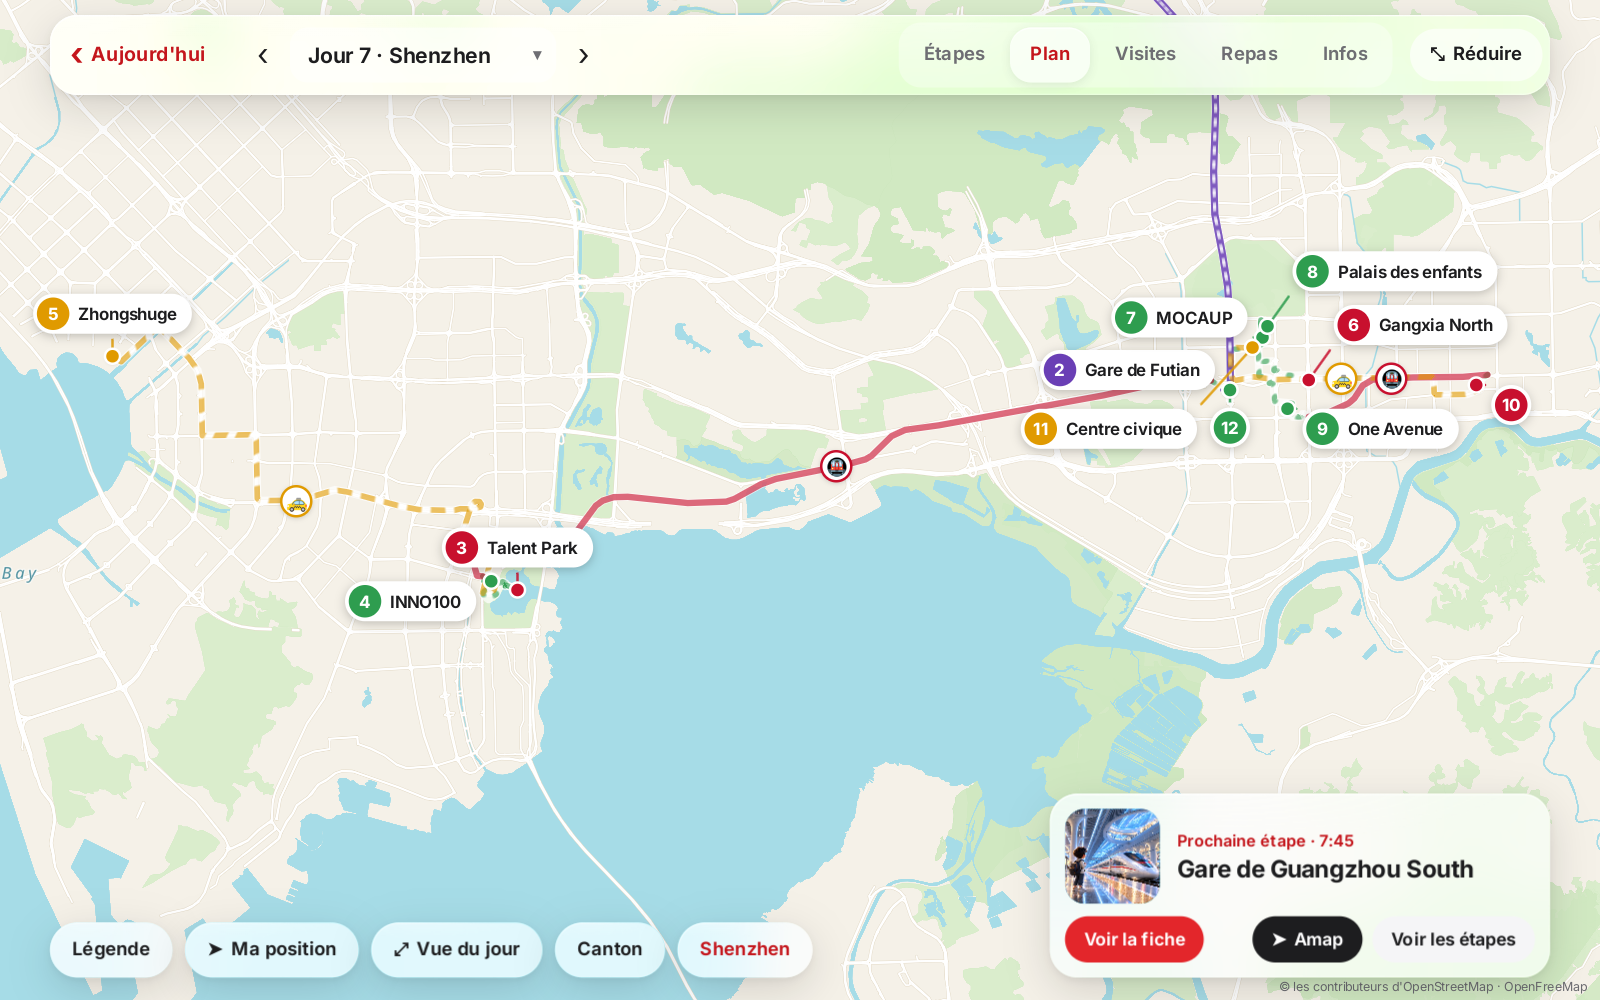 ‹ Aujourd'hui
‹ Jour 7 · Shenzhen ▾ ›
Étapes
Plan
Visites
Repas
Infos
⤡ Réduire
8 Palais des enfants
5 Zhongshuge
7 MOCAUP
6 Gangxia North
2 Gare de Futian
10
11 Centre civique
12
9 One Avenue
3 Talent Park
Bay
4 INNO100
Prochaine étape · 7:45
Gare de Guangzhou South
Voir la fiche
➤ Amap
Voir les étapes
Légende
➤ Ma position
⤢ Vue du jour
Canton
Shenzhen
© les contributeurs d'OpenStreetMap · OpenFreeMap